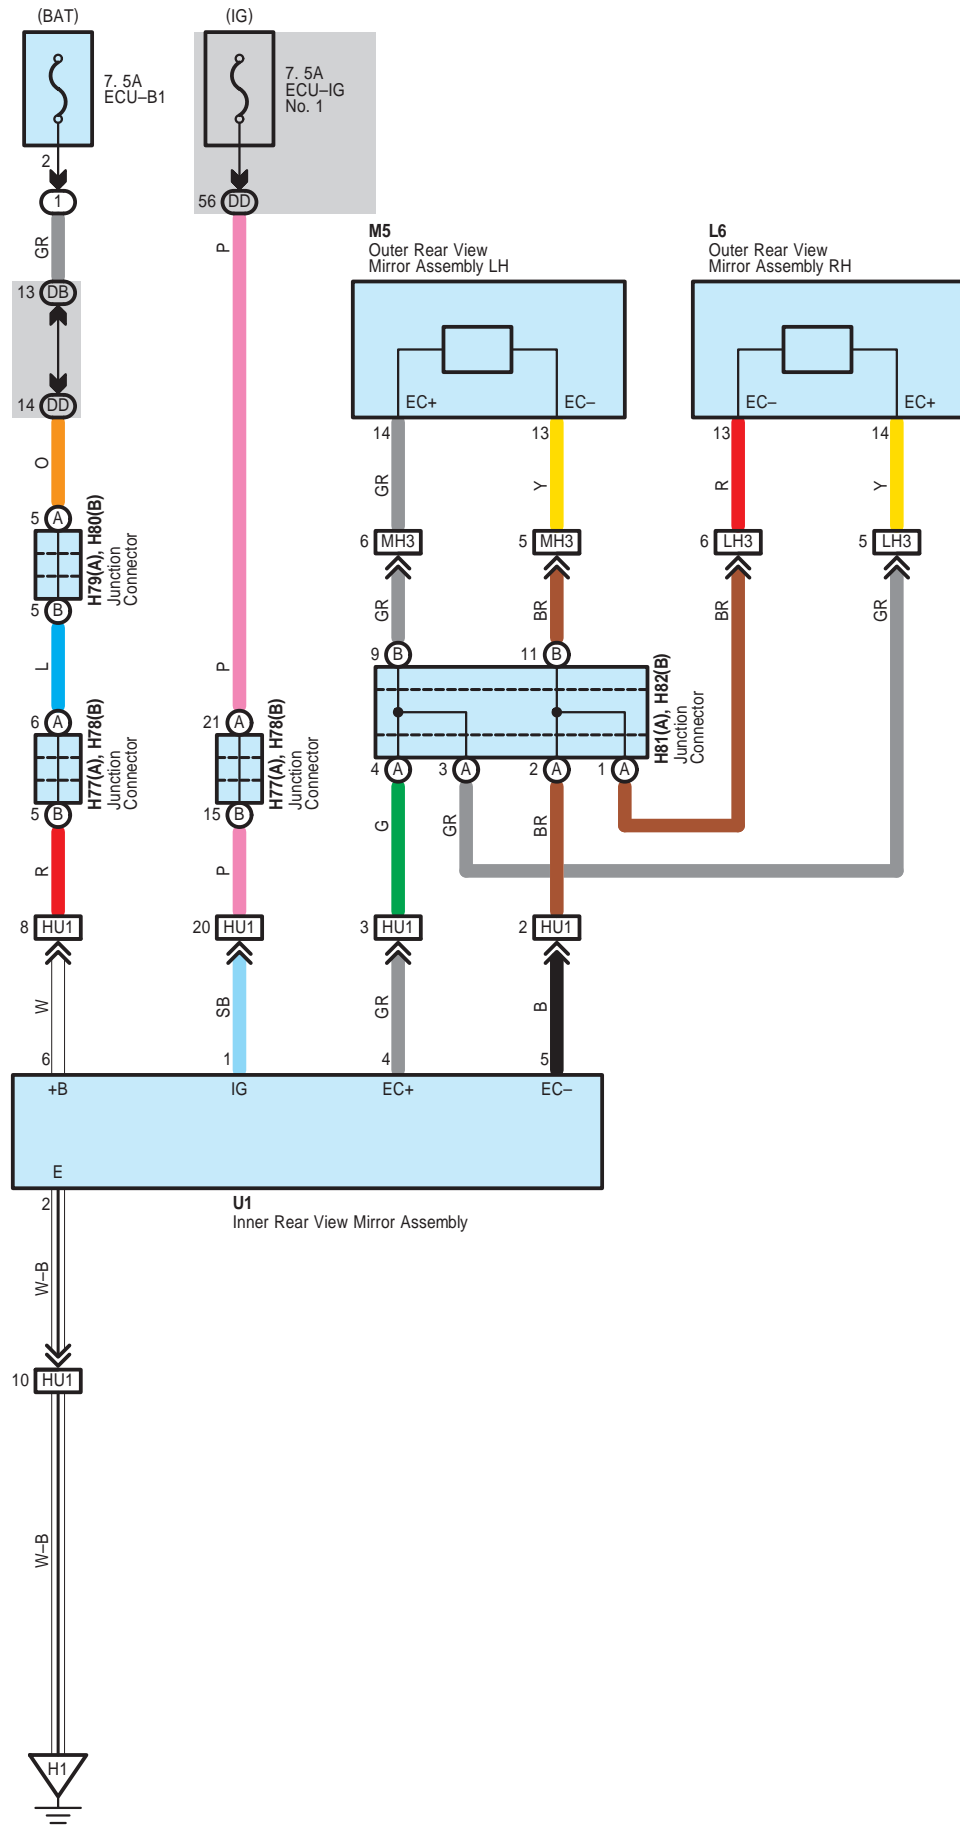 (BAT)
(IG)
7. 5A
ECU–B1
7. 5A
ECU–IG
No. 1
2
1
56 DD
GR
P
M5
Outer Rear View
Mirror Assembly LH
L6
Outer Rear View
Mirror Assembly RH
13 DB
14 DD
EC+
EC–
EC–
EC+
14
13
13
14
O
GR
Y
R
Y
5 A
H79(A), H80(B)
Junction
Connector
5 B
6 MH3
5 MH3
6 LH3
5 LH3
GR
BR
BR
GR
L
P
9 B
11 B
H81(A), H82(B)
Junction
Connector
6 A
H77(A), H78(B)
Junction
Connector
5 B
21 A
H77(A), H78(B)
Junction
Connector
15 B
4 A
3 A
2 A
1 A
R
P
G
GR
BR
8 HU1
20 HU1
3 HU1
2 HU1
W
SB
GR
B
6
1
4
5
+B
IG
EC+
EC–
E
2
U1
Inner Rear View Mirror Assembly
W–B
10 HU1
W–B
H1